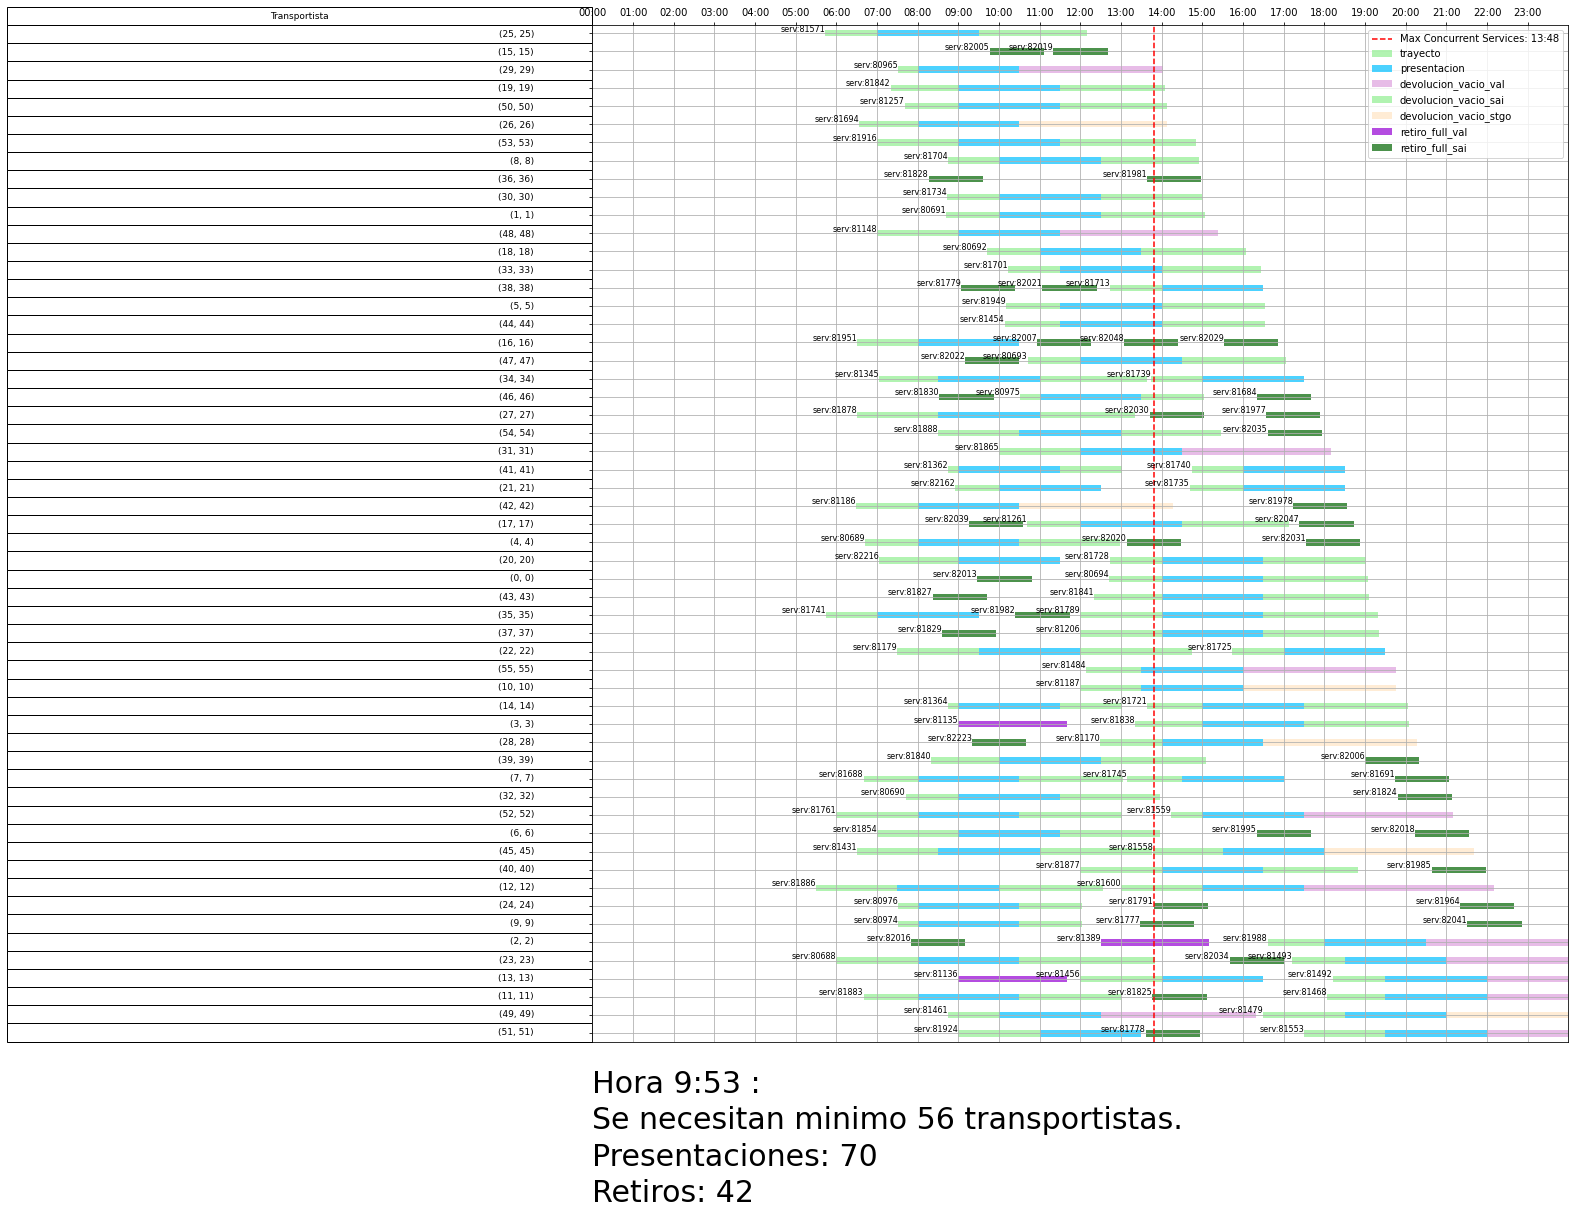 Transportista
00:00 01:00 02:00 03:00 04:00 05:00 06:00 07:00 08:00 09:00 10:00 11:00 12:00 13:00 14:00 15:00 16:00 17:00 18:00 19:00 20:00 21:00 22:00 23:00
Max Concurrent Services: 13:48
trayecto
presentacion
devolucion_vacio_val
devolucion_vacio_sai
devolucion_vacio_stgo
retiro_full_val
retiro_full_sai
(25, 25) serv:81571
(15, 15) serv:82005 serv:82019
(29, 29) serv:80965
(19, 19) serv:81842
(50, 50) serv:81257
(26, 26) serv:81694
(53, 53) serv:81916
(8, 8) serv:81704
(36, 36) serv:81828 serv:81981
(30, 30) serv:81734
(1, 1) serv:80691
(48, 48) serv:81148
(18, 18) serv:80692
(33, 33) serv:81701
(38, 38) serv:81779 serv:82021 serv:81713
(5, 5) serv:81949
(44, 44) serv:81454
(16, 16) serv:81951 serv:82007 serv:82048 serv:82029
(47, 47) serv:82022 serv:80693
(34, 34) serv:81345 serv:81739
(46, 46) serv:81830 serv:80975 serv:81684
(27, 27) serv:81878 serv:82030 serv:81977
(54, 54) serv:81888 serv:82035
(31, 31) serv:81865
(41, 41) serv:81362 serv:81740
(21, 21) serv:82162 serv:81735
(42, 42) serv:81186 serv:81978
(17, 17) serv:82039 serv:81261 serv:82047
(4, 4) serv:80689 serv:82020 serv:82031
(20, 20) serv:82216 serv:81728
(0, 0) serv:82013 serv:80694
(43, 43) serv:81827 serv:81841
(35, 35) serv:81741 serv:81982 serv:81789
(37, 37) serv:81829 serv:81206
(22, 22) serv:81179 serv:81725
(55, 55) serv:81484
(10, 10) serv:81187
(14, 14) serv:81364 serv:81721
(3, 3) serv:81135 serv:81838
(28, 28) serv:82223 serv:81170
(39, 39) serv:81840 serv:82006
(7, 7) serv:81688 serv:81745 serv:81691
(32, 32) serv:80690 serv:81824
(52, 52) serv:81761 serv:81559
(6, 6) serv:81854 serv:81995 serv:82018
(45, 45) serv:81431 serv:81558
(40, 40) serv:81877 serv:81985
(12, 12) serv:81886 serv:81600
(24, 24) serv:80976 serv:81791 serv:81964
(9, 9) serv:80974 serv:81777 serv:82041
(2, 2) serv:82016 serv:81389 serv:81988
(23, 23) serv:80688 serv:82034 serv:81493
(13, 13) serv:81136 serv:81456 serv:81492
(11, 11) serv:81883 serv:81825 serv:81468
(49, 49) serv:81461 serv:81479
(51, 51) serv:81924 serv:81778 serv:81553
Hora 9:53 :
Se necesitan minimo 56 transportistas.
Presentaciones: 70
Retiros: 42